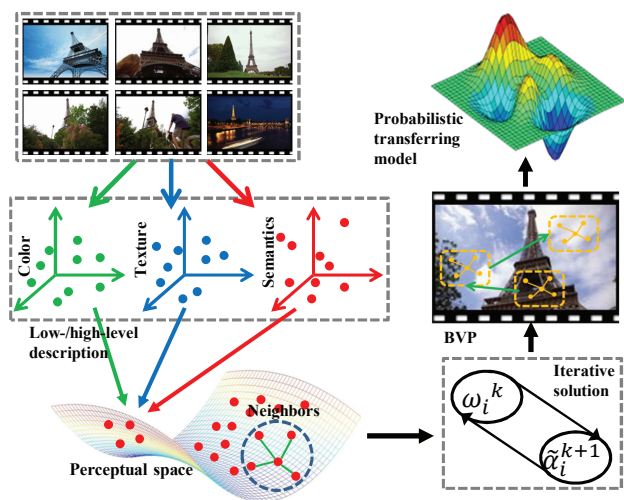 Probabilistic
transferring
model
Color
Texture
Semantics
Low-/high-level
description
BVP
Iterative
solution
ω_i^k
α̃_i^{k+1}
Neighbors
Perceptual space